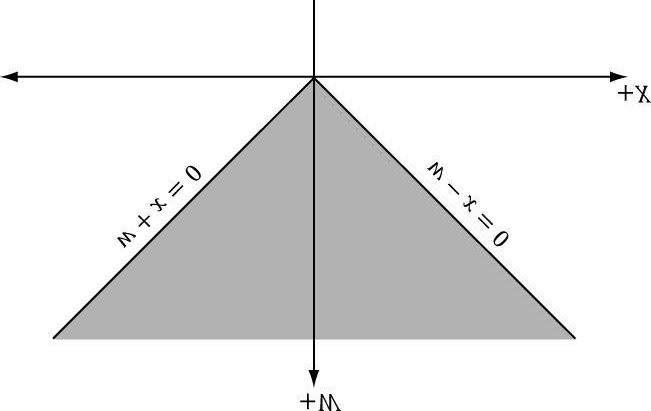 w + x = 0
w − x = 0
+X
+W